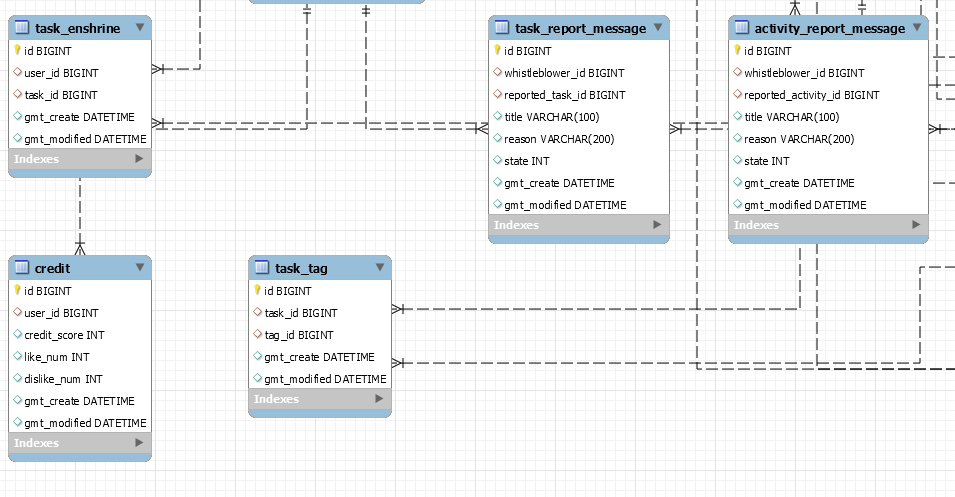 task_enshrine
id BIGINT
user_id BIGINT
task_id BIGINT
gmt_create DATETIME
gmt_modified DATETIME
Indexes
task_report_message
id BIGINT
whistleblower_id BIGINT
reported_task_id BIGINT
title VARCHAR(100)
reason VARCHAR(200)
state INT
gmt_create DATETIME
gmt_modified DATETIME
Indexes
activity_report_message
id BIGINT
whistleblower_id BIGINT
reported_activity_id BIGINT
title VARCHAR(100)
reason VARCHAR(200)
state INT
gmt_create DATETIME
gmt_modified DATETIME
Indexes
credit
id BIGINT
user_id BIGINT
credit_score INT
like_num INT
dislike_num INT
gmt_create DATETIME
gmt_modified DATETIME
Indexes
task_tag
id BIGINT
task_id BIGINT
tag_id BIGINT
gmt_create DATETIME
gmt_modified DATETIME
Indexes